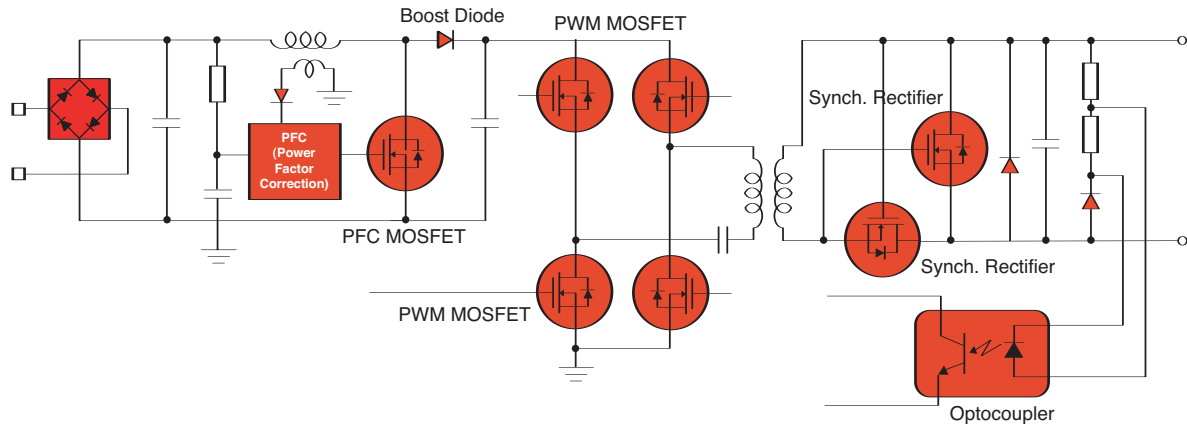 Boost Diode
PWM MOSFET
Synch. Rectifier
PFC
(Power
Factor
Correction)
PFC MOSFET
Synch. Rectifier
PWM MOSFET
Optocoupler